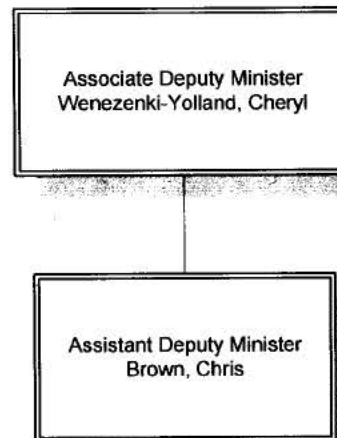 Associate Deputy Minister
Wenezenki-Yolland, Cheryl
Assistant Deputy Minister
Brown, Chris